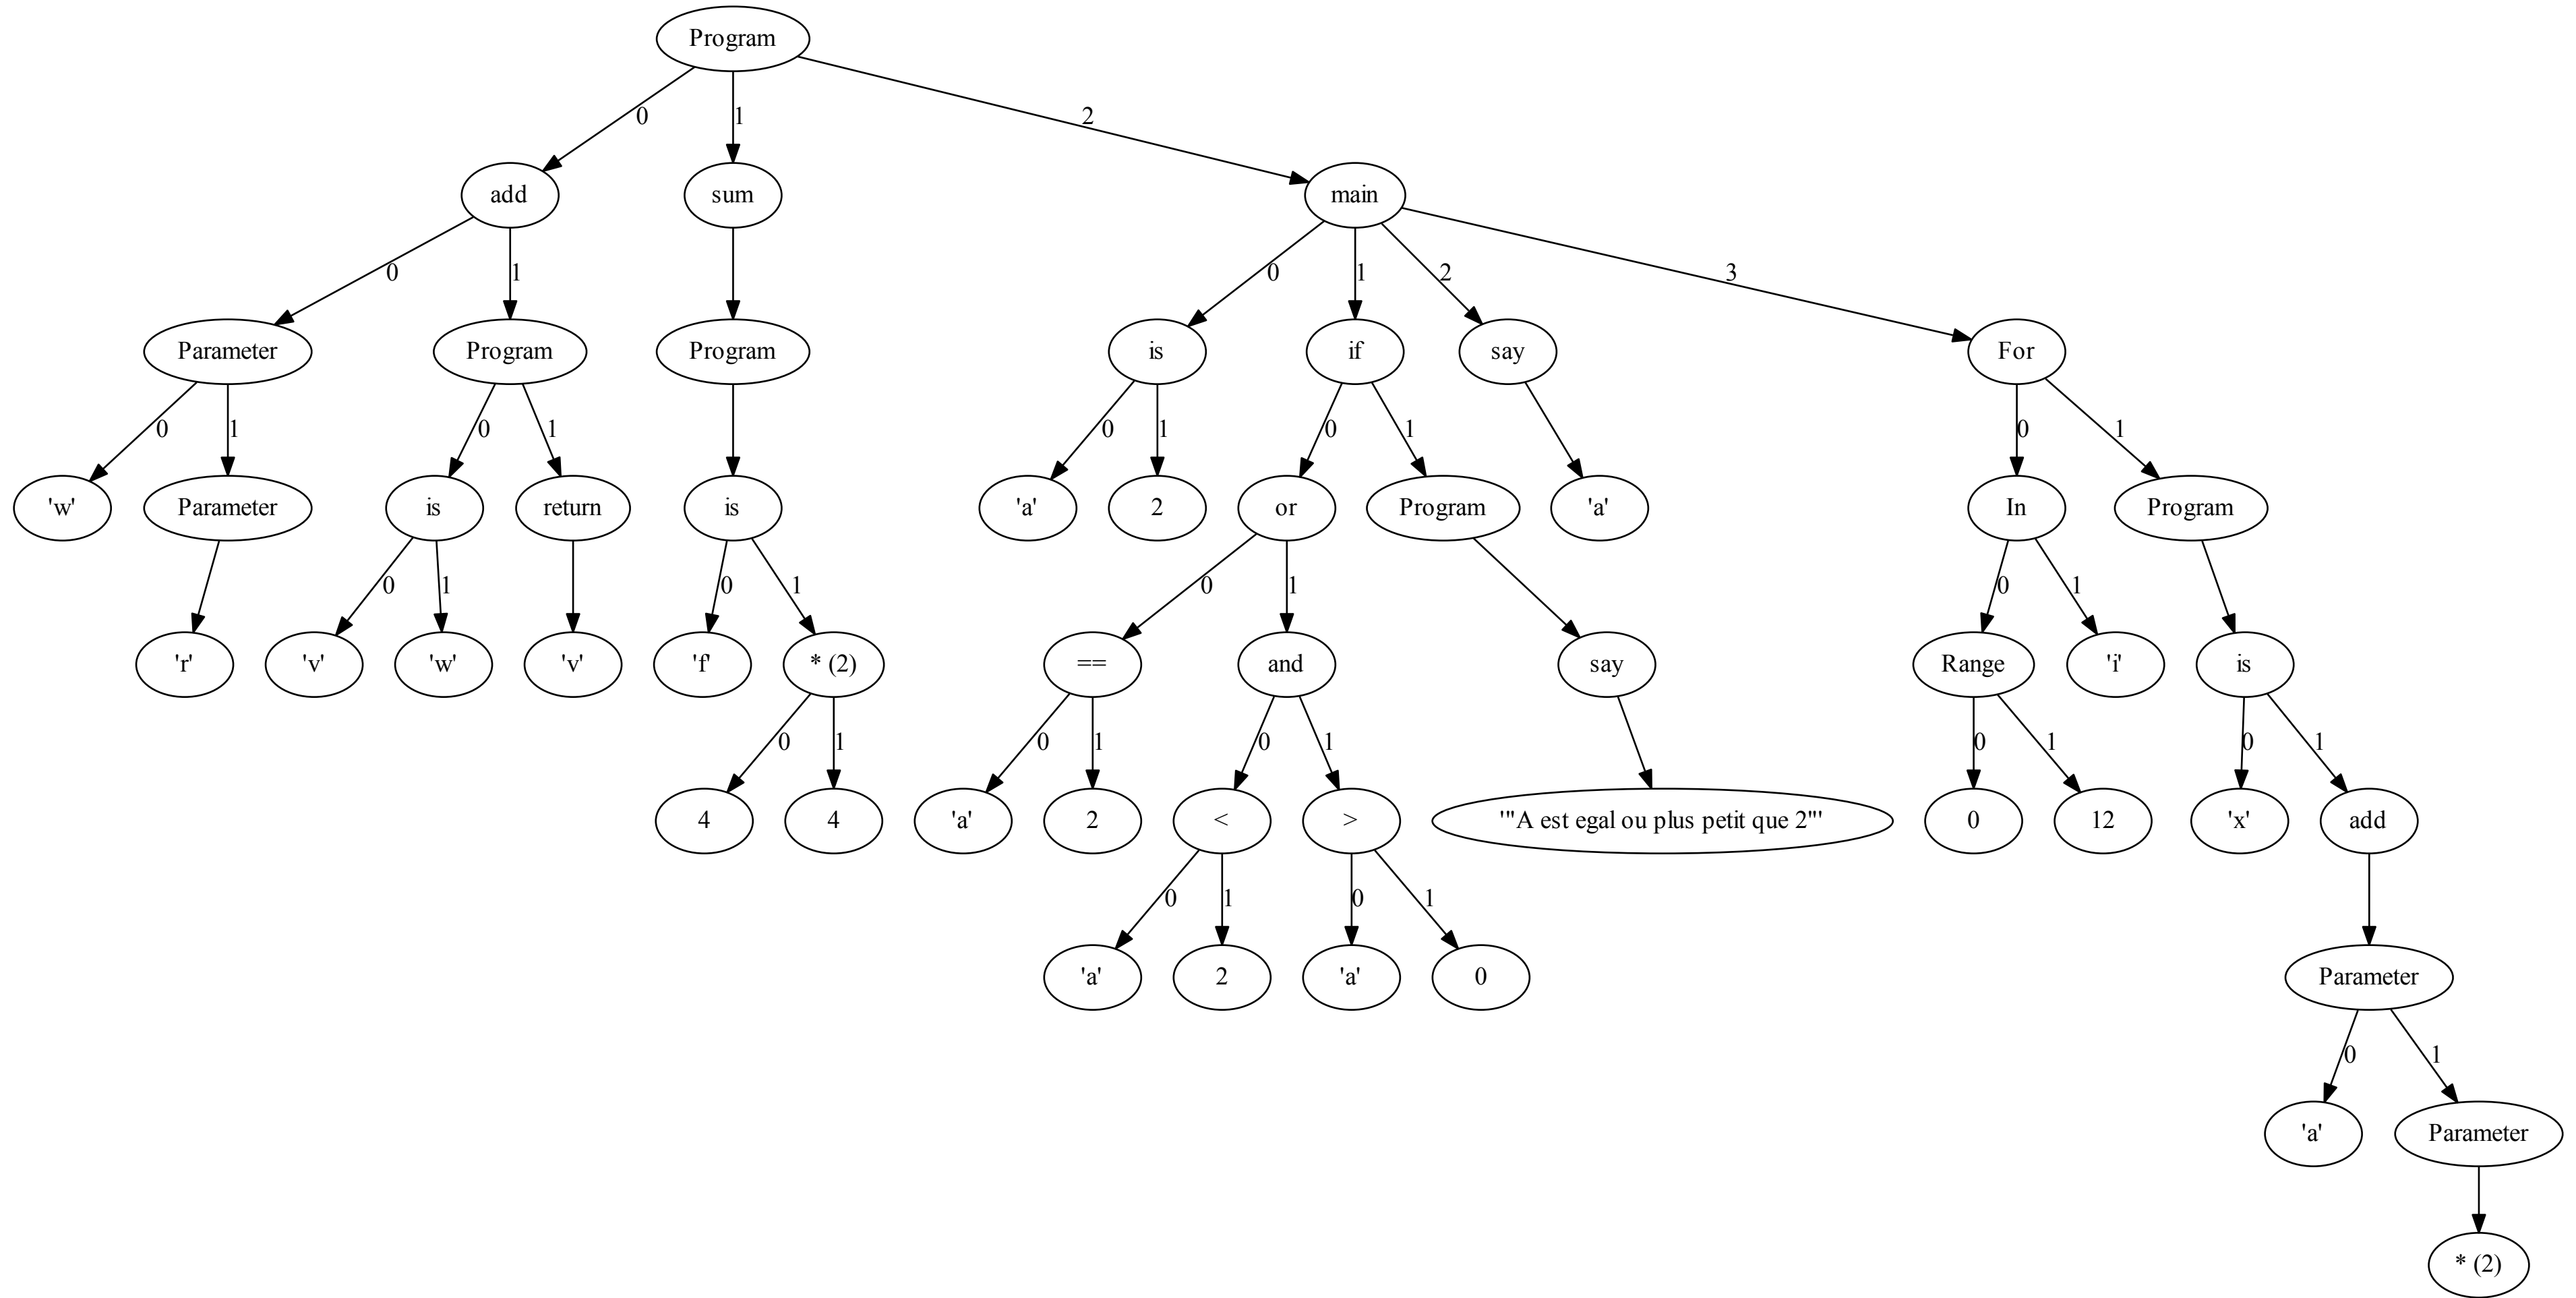 Program
0 1 2
add sum main
0 1 0 1 2 3
Parameter Program Program is if say For
0 1 0 1 0 1 0 1 0 1
'w' Parameter is return is 'a' 2 or Program 'a' In Program
0 1 0 1 0 1 0 1
'r' 'v' 'w' 'v' 'f' * (2) == and say Range 'i' is
0 1 0 1 0 1 0 1 0 1
4 4 'a' 2 < > '"A est egal ou plus petit que 2"' 0 12 'x' add
0 1 0 1
'a' 2 'a' 0 Parameter
0 1
'a' Parameter
* (2)